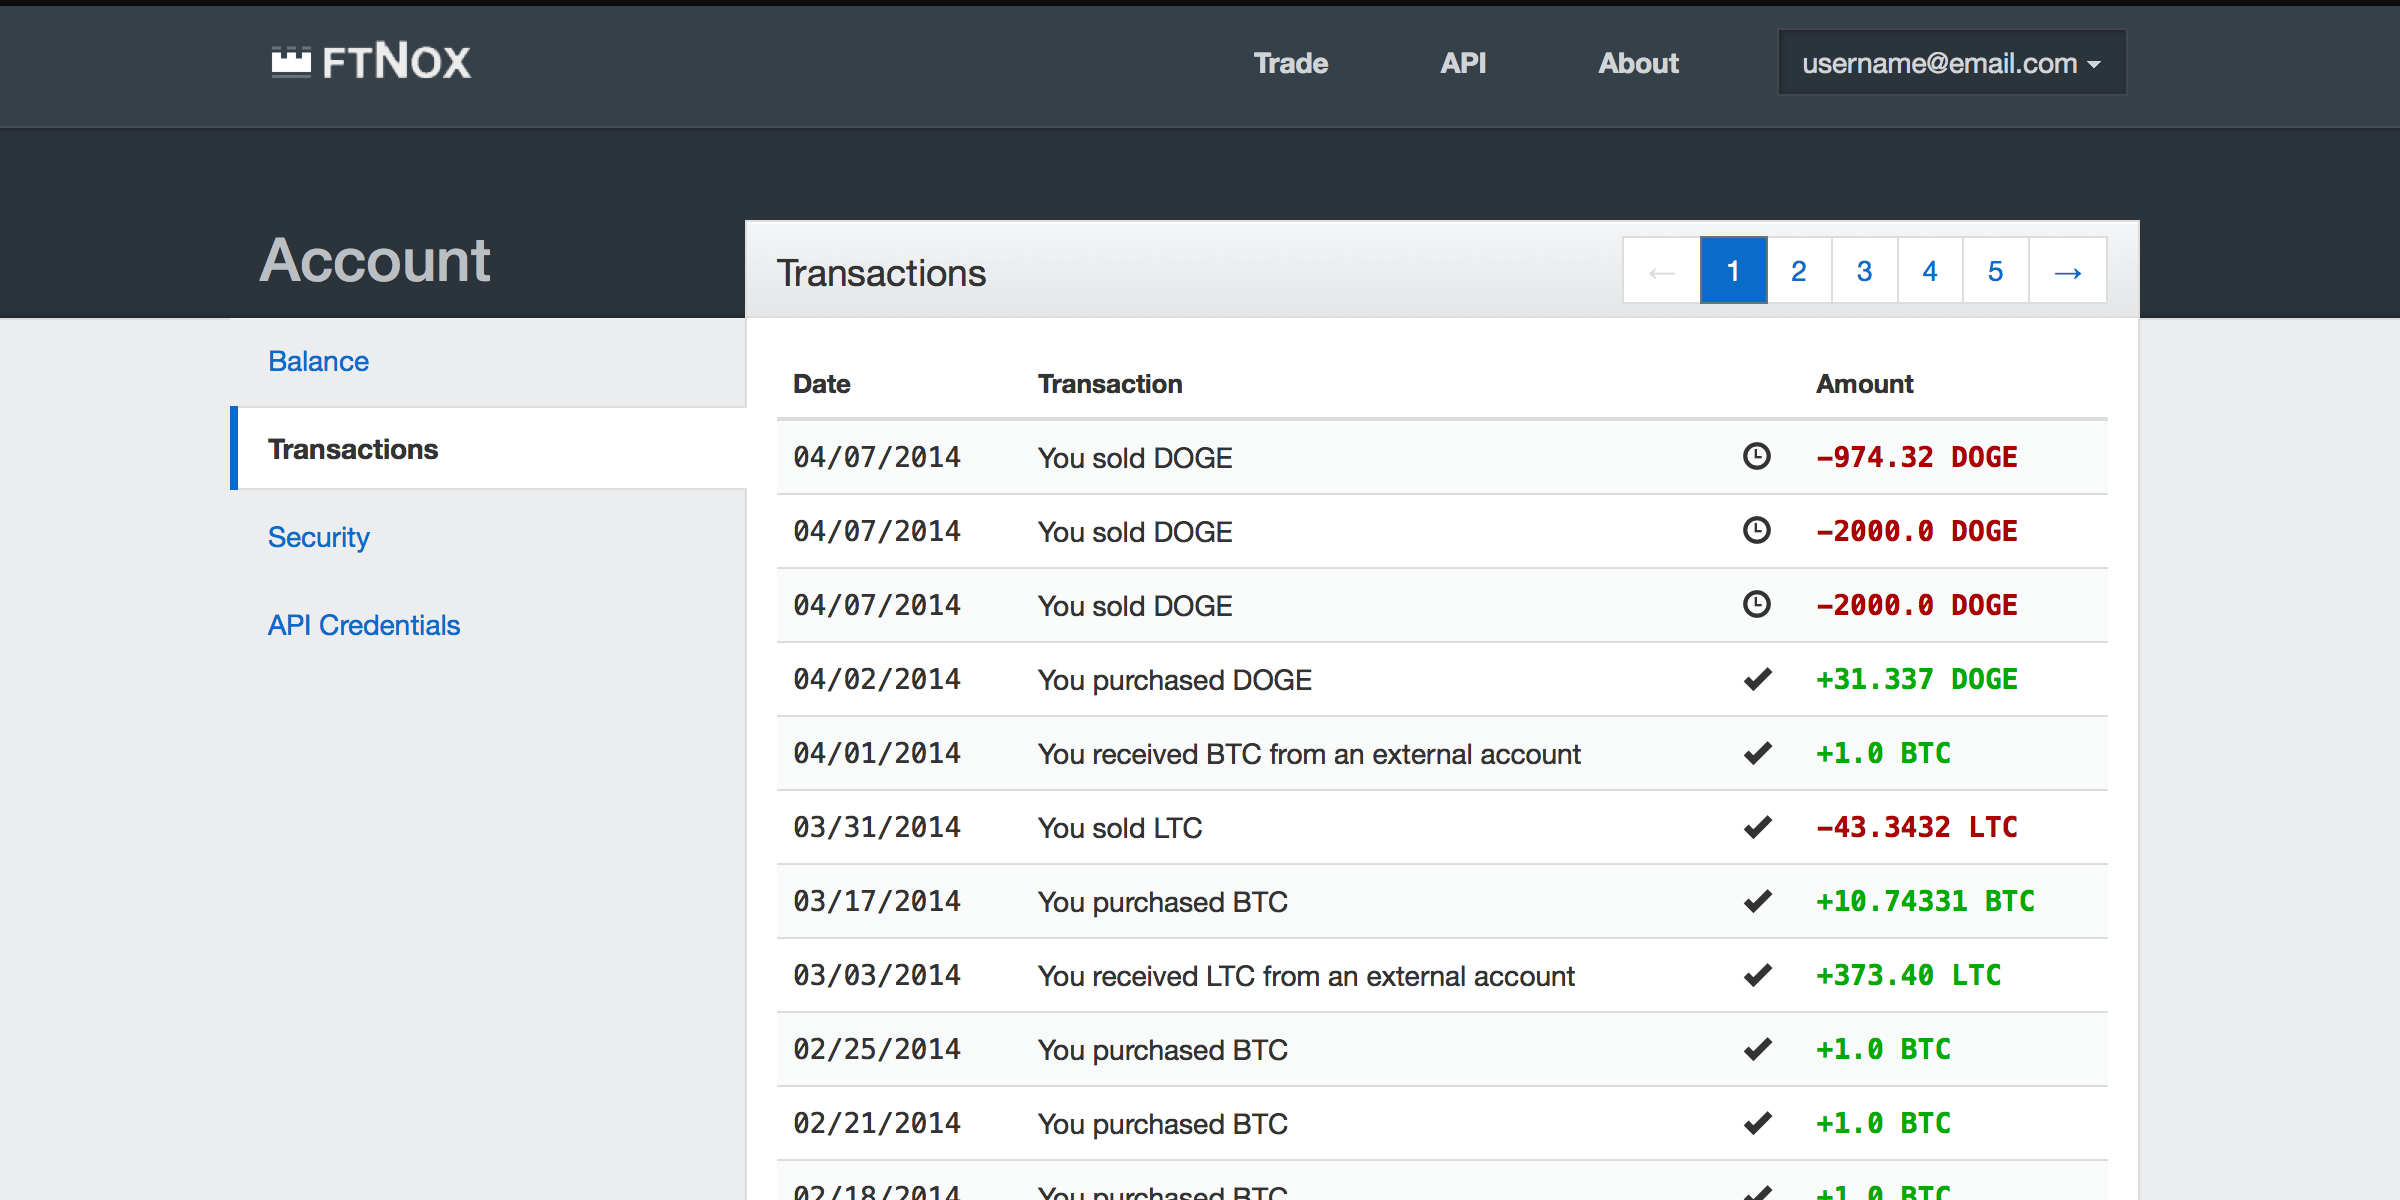 FTNOX Trade API About username@email.com
Account
Transactions ← 1 2 3 4 5 →
Balance
Transactions
Security
API Credentials
Date Transaction Amount
04/07/2014 You sold DOGE -974.32 DOGE
04/07/2014 You sold DOGE -2000.0 DOGE
04/07/2014 You sold DOGE -2000.0 DOGE
04/02/2014 You purchased DOGE +31.337 DOGE
04/01/2014 You received BTC from an external account +1.0 BTC
03/31/2014 You sold LTC -43.3432 LTC
03/17/2014 You purchased BTC +10.74331 BTC
03/03/2014 You received LTC from an external account +373.40 LTC
02/25/2014 You purchased BTC +1.0 BTC
02/21/2014 You purchased BTC +1.0 BTC
02/18/2014 You purchased BTC +1.0 BTC